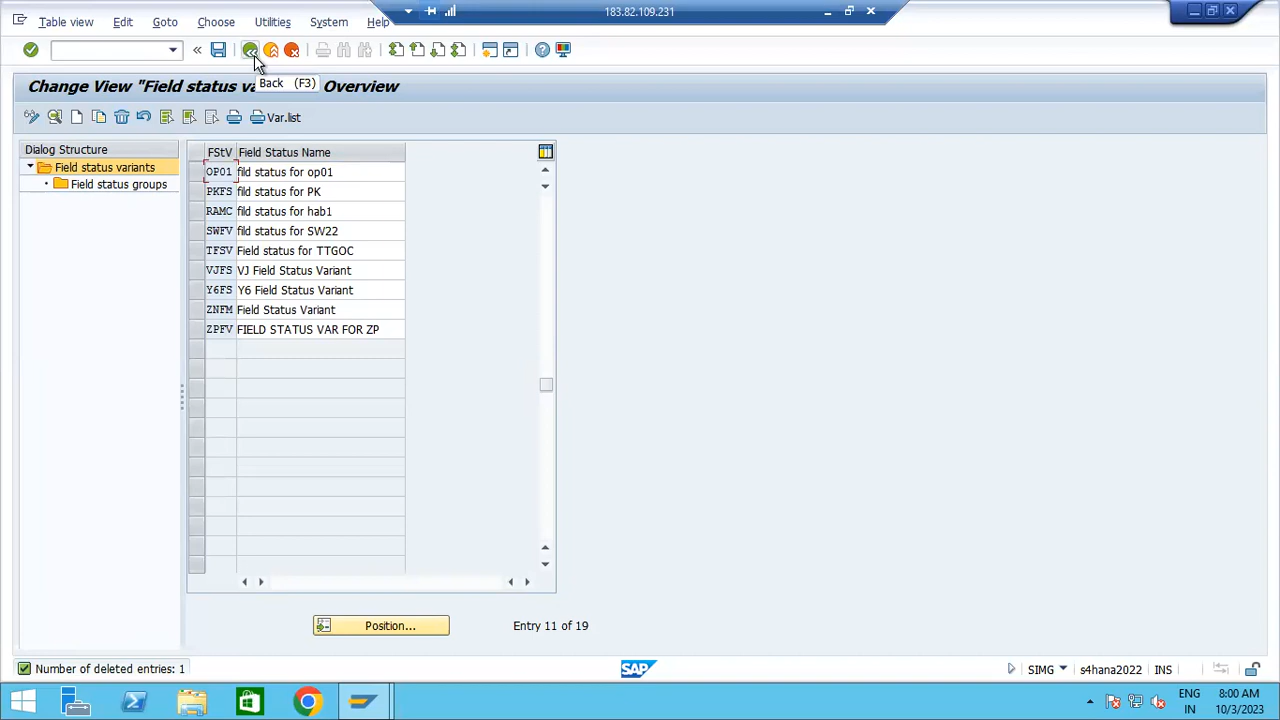 183.82.109.231
Table view Edit Goto Choose Utilities System Help
Back (F3)
Change View "Field status va Overview
Var.list
Dialog Structure
Field status variants
Field status groups
FStV Field Status Name
OP01 fild status for op01
PKFS fild status for PK
RAMC fild status for hab1
SWFV fild status for SW22
TFSV Field status for TTGOC
VJFS VJ Field Status Variant
Y6FS Y6 Field Status Variant
ZNFM Field Status Variant
ZPFV FIELD STATUS VAR FOR ZP
Position... Entry 11 of 19
Number of deleted entries: 1
SAP
SIMG s4hana2022 INS
ENG 8:00 AM
IN 10/3/2023